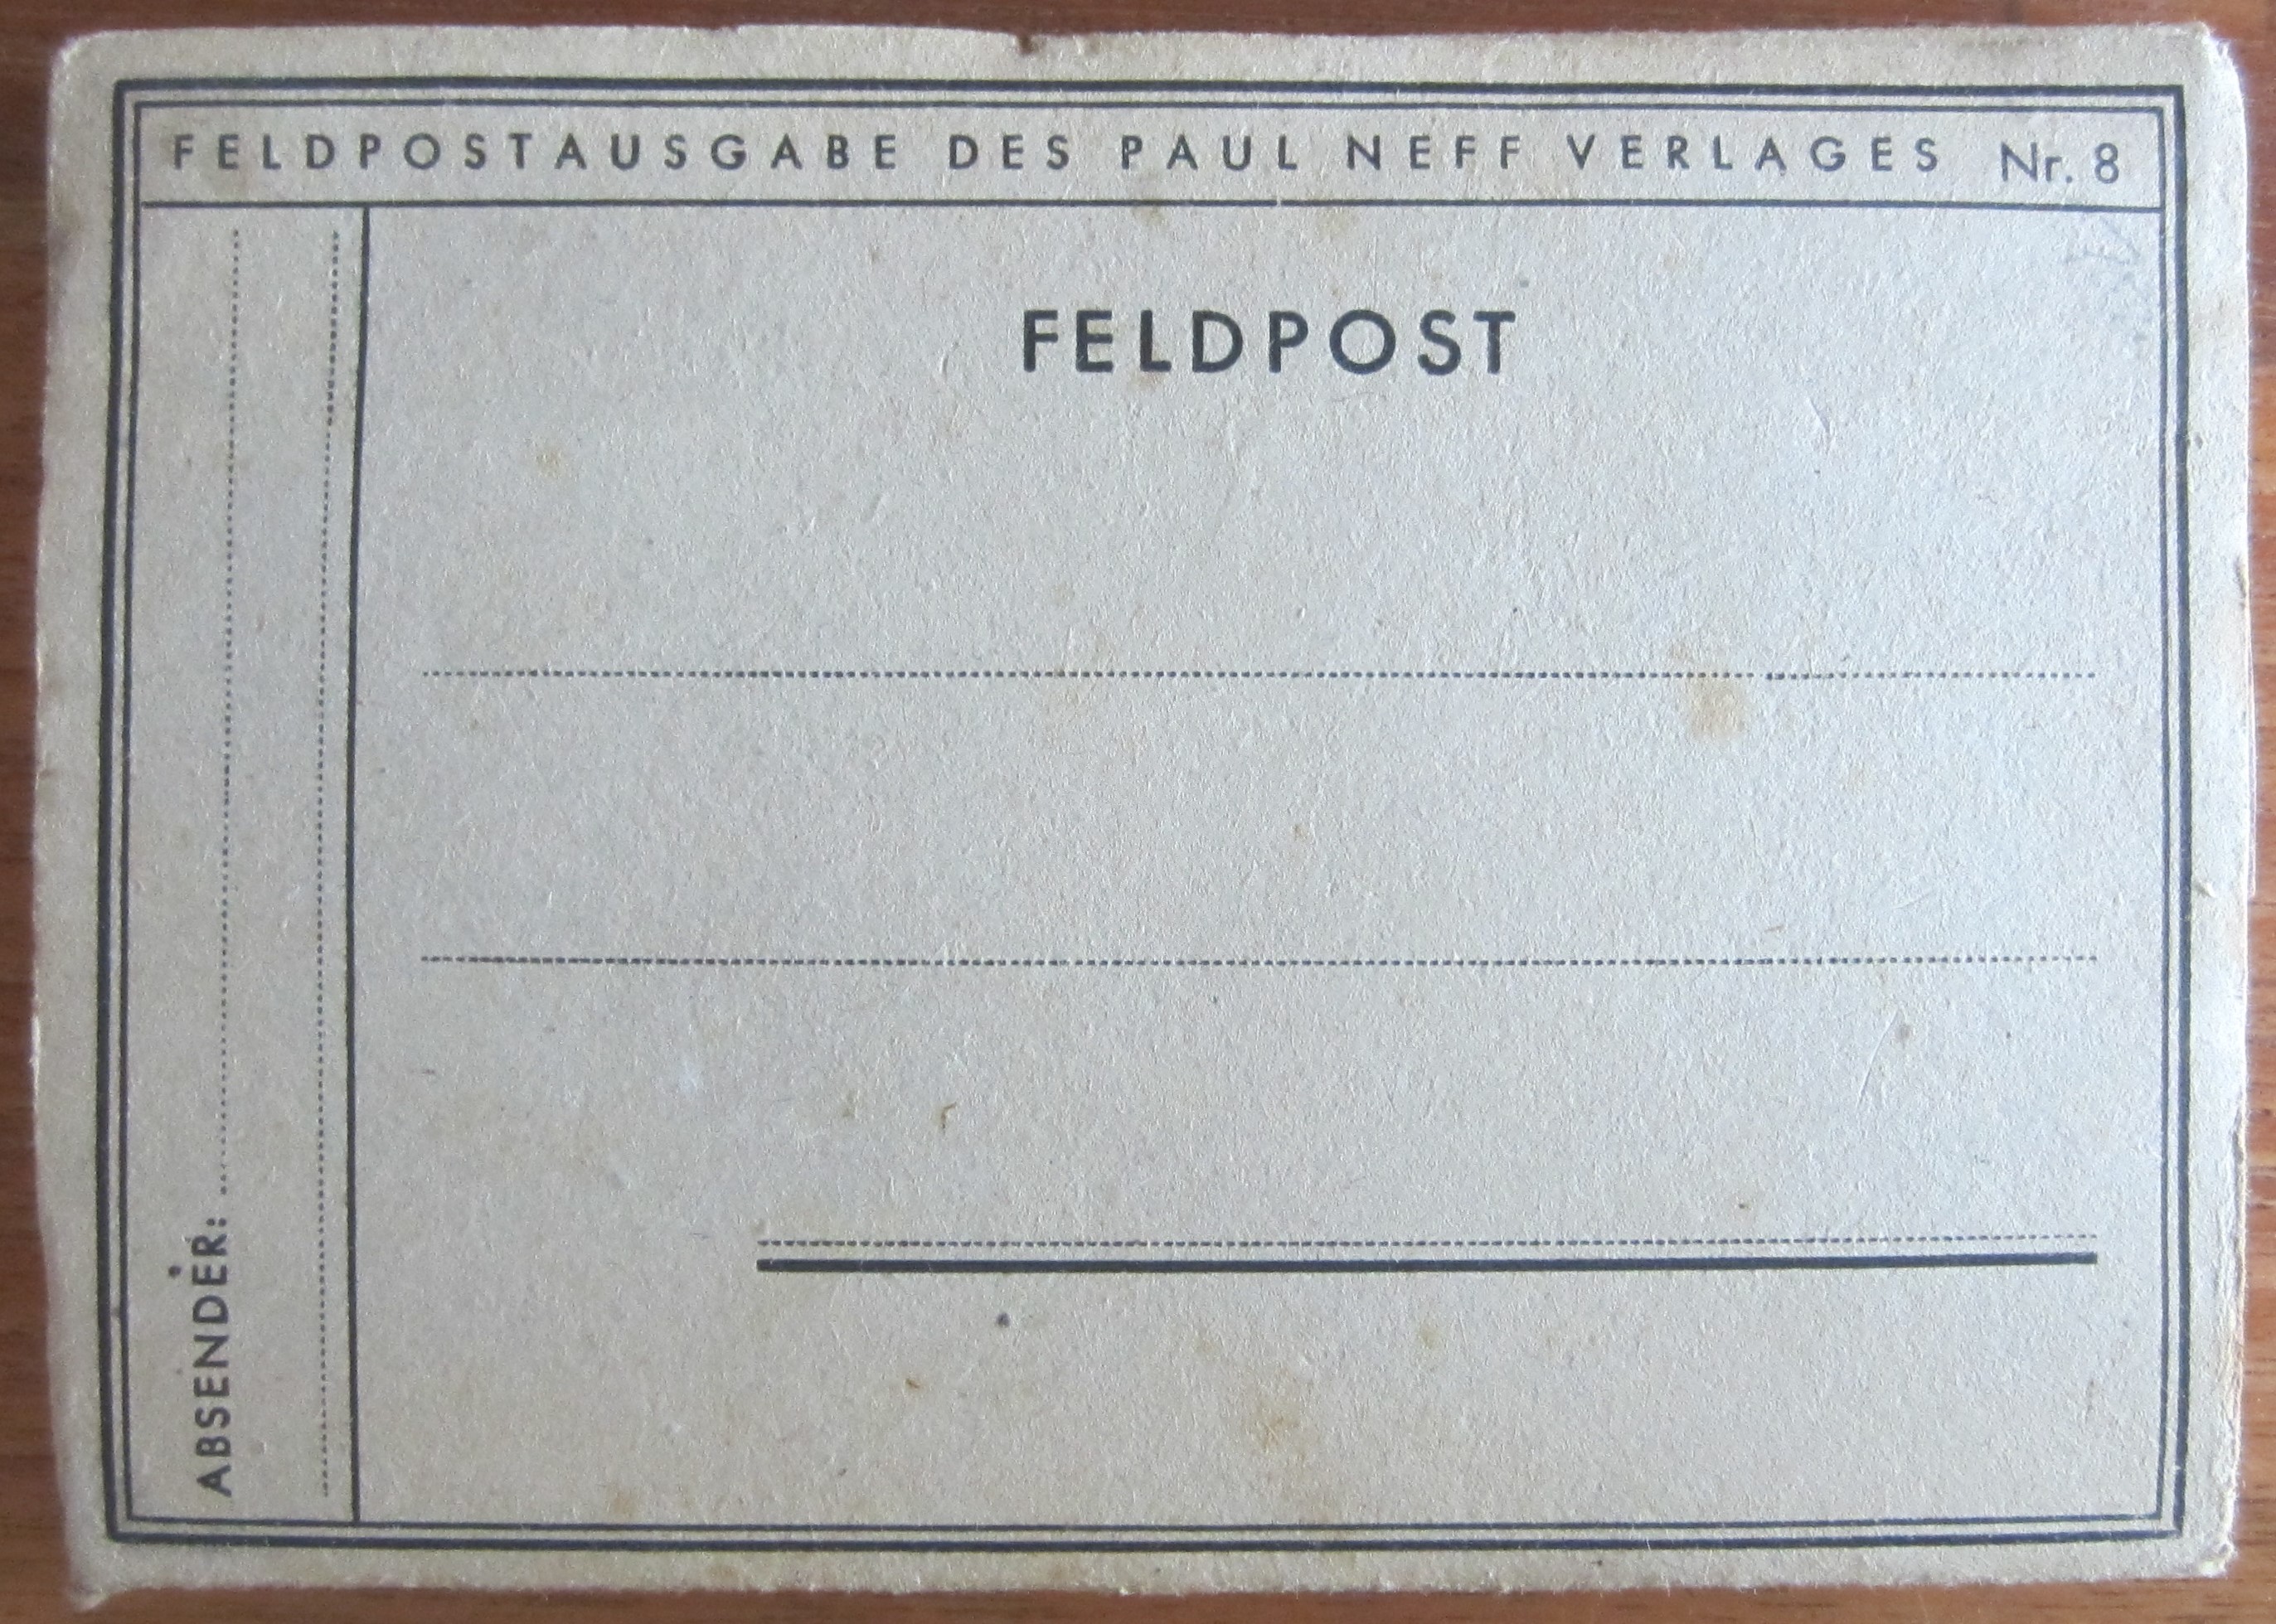 FELDPOSTAUSGABE DES PAUL NEFF VERLAGES Nr. 8
FELDPOST
ABSENDER: